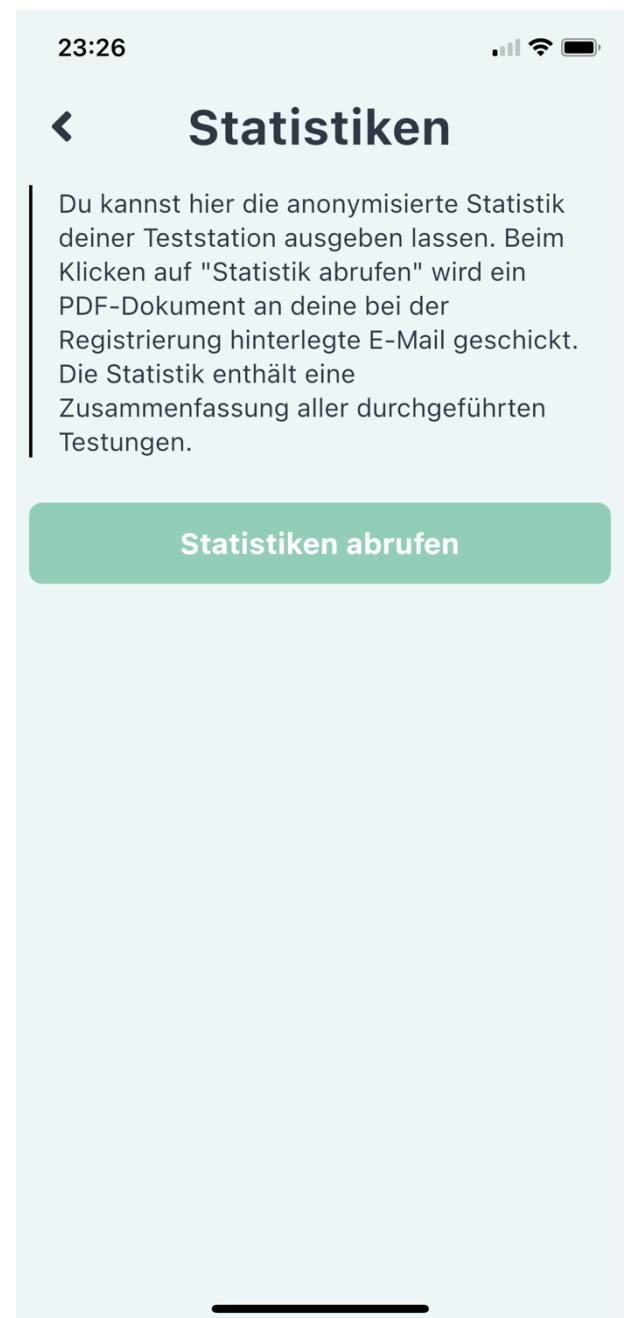 23:26
Statistiken
Du kannst hier die anonymisierte Statistik
deiner Teststation ausgeben lassen. Beim
Klicken auf "Statistik abrufen" wird ein
PDF-Dokument an deine bei der
Registrierung hinterlegte E-Mail geschickt.
Die Statistik enthält eine
Zusammenfassung aller durchgeführten
Testungen.
Statistiken abrufen